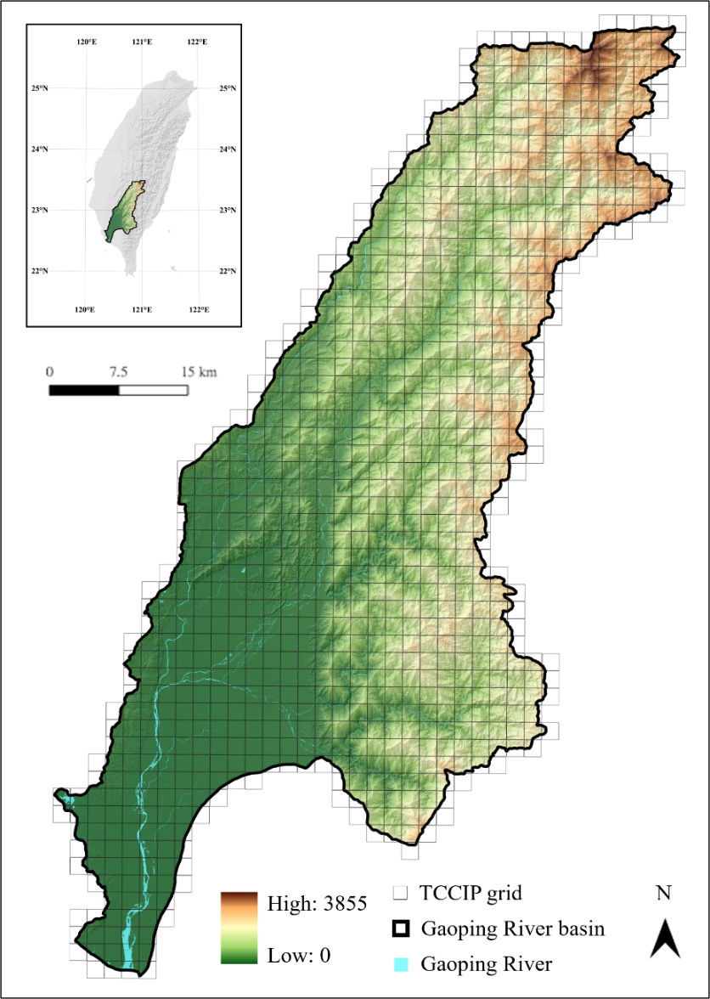 120°E 121°E 122°E
25°N 25°N
24°N 24°N
23°N 23°N
22°N 22°N
120°E 121°E 122°E
0 7.5 15 km
High: 3855
Low: 0
TCCIP grid
Gaoping River basin
Gaoping River
N